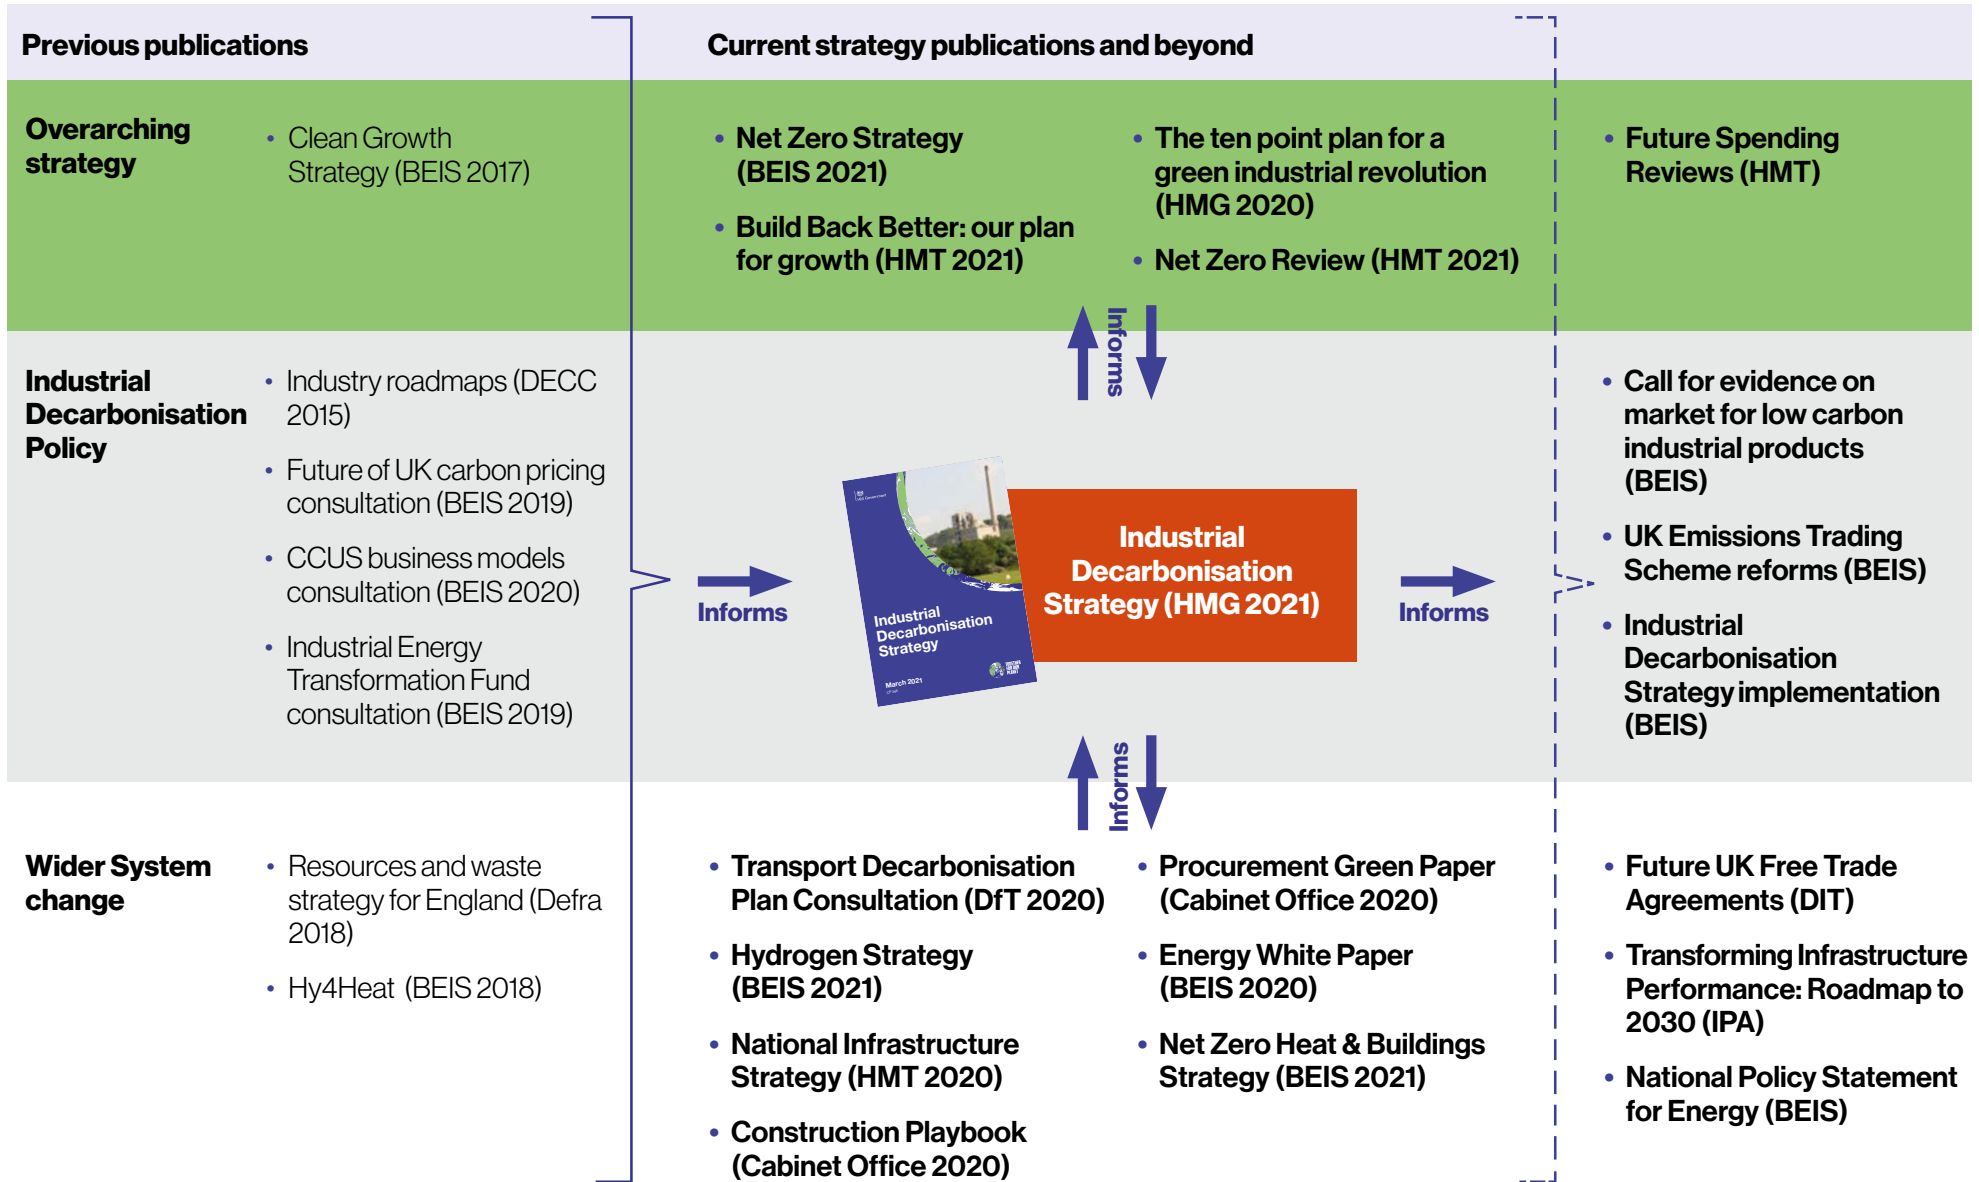 Previous publications
Current strategy publications and beyond
Overarching
strategy
• Clean Growth
Strategy (BEIS 2017)
• Net Zero Strategy
(BEIS 2021)
• Build Back Better: our plan
for growth (HMT 2021)
• The ten point plan for a
green industrial revolution
(HMG 2020)
• Net Zero Review (HMT 2021)
• Future Spending
Reviews (HMT)
Informs
Industrial
Decarbonisation
Policy
• Industry roadmaps (DECC
2015)
• Future of UK carbon pricing
consultation (BEIS 2019)
• CCUS business models
consultation (BEIS 2020)
• Industrial Energy
Transformation Fund
consultation (BEIS 2019)
Informs
HM Government
Industrial
Decarbonisation
Strategy
March 2021
TOGETHER
FOR OUR
PLANET
Industrial
Decarbonisation
Strategy (HMG 2021)
Informs
• Call for evidence on
market for low carbon
industrial products
(BEIS)
• UK Emissions Trading
Scheme reforms (BEIS)
• Industrial
Decarbonisation
Strategy implementation
(BEIS)
Informs
Wider System
change
• Resources and waste
strategy for England (Defra
2018)
• Hy4Heat (BEIS 2018)
• Transport Decarbonisation
Plan Consultation (DfT 2020)
• Hydrogen Strategy
(BEIS 2021)
• National Infrastructure
Strategy (HMT 2020)
• Construction Playbook
(Cabinet Office 2020)
• Procurement Green Paper
(Cabinet Office 2020)
• Energy White Paper
(BEIS 2020)
• Net Zero Heat & Buildings
Strategy (BEIS 2021)
• Future UK Free Trade
Agreements (DIT)
• Transforming Infrastructure
Performance: Roadmap to
2030 (IPA)
• National Policy Statement
for Energy (BEIS)